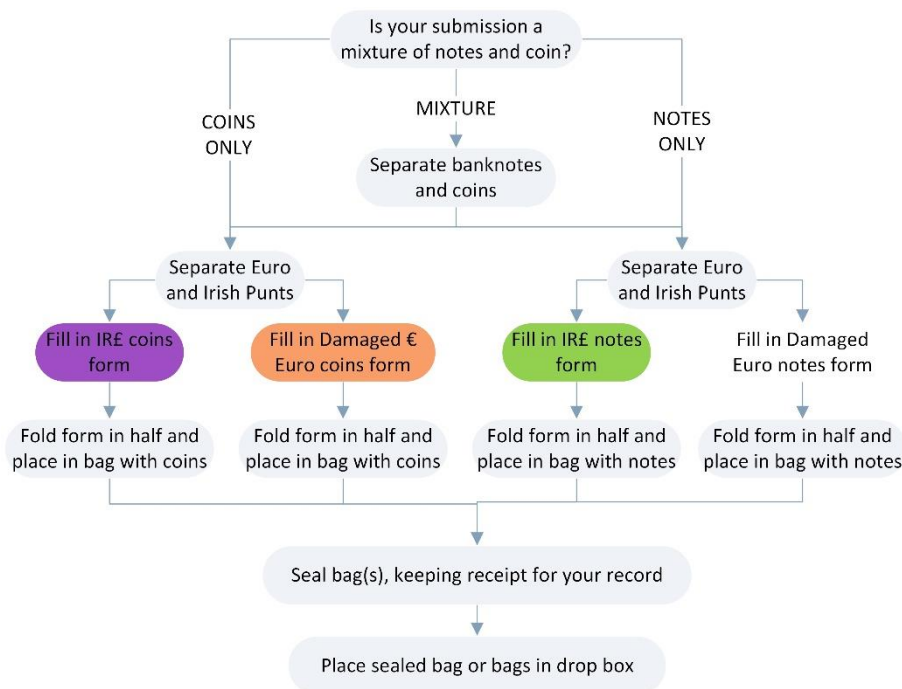 Is your submission a
mixture of notes and coin?
COINS
ONLY
MIXTURE
NOTES
ONLY
Separate banknotes
and coins
Separate Euro
and Irish Punts
Separate Euro
and Irish Punts
Fill in IR£ coins
form
Fill in Damaged €
Euro coins form
Fill in IR£ notes
form
Fill in Damaged
Euro notes form
Fold form in half and
place in bag with coins
Fold form in half and
place in bag with coins
Fold form in half and
place in bag with notes
Fold form in half and
place in bag with notes
Seal bag(s), keeping receipt for your record
Place sealed bag or bags in drop box